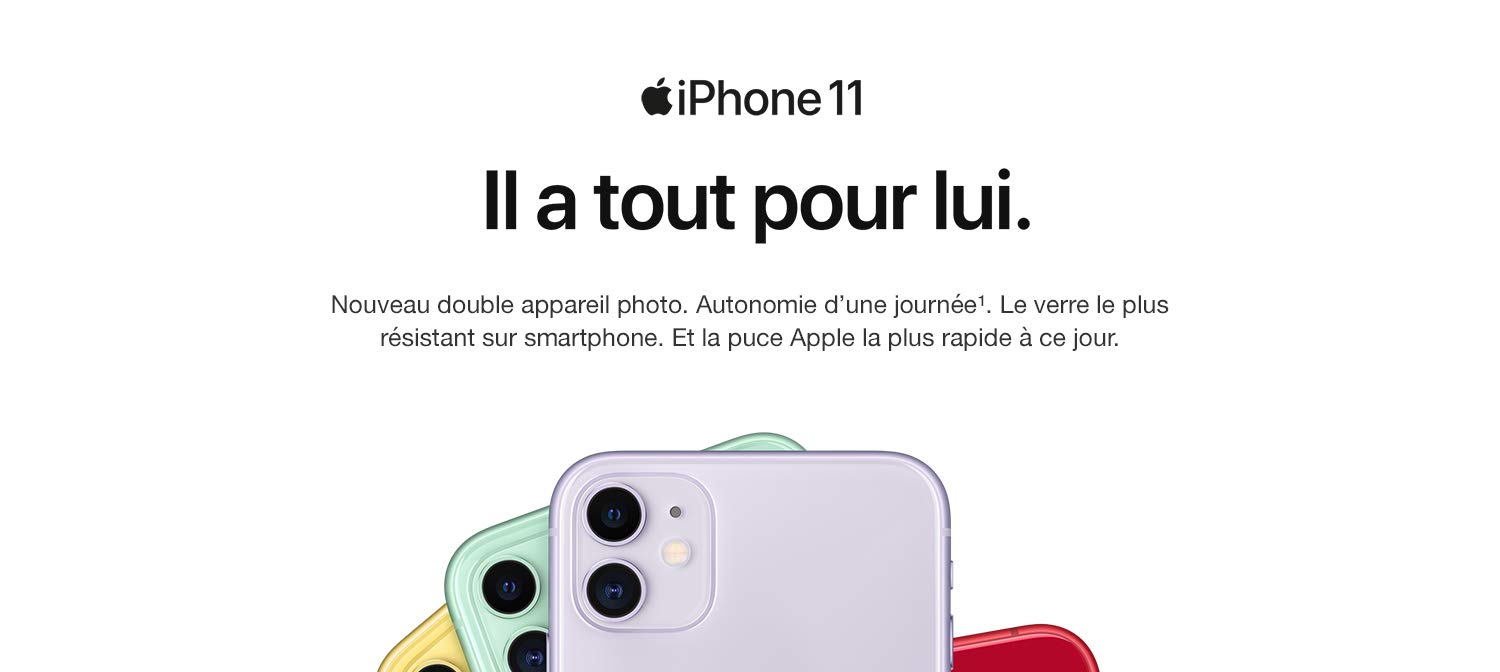 iPhone 11
Il a tout pour lui.
Nouveau double appareil photo. Autonomie d’une journée¹. Le verre le plus
résistant sur smartphone. Et la puce Apple la plus rapide à ce jour.